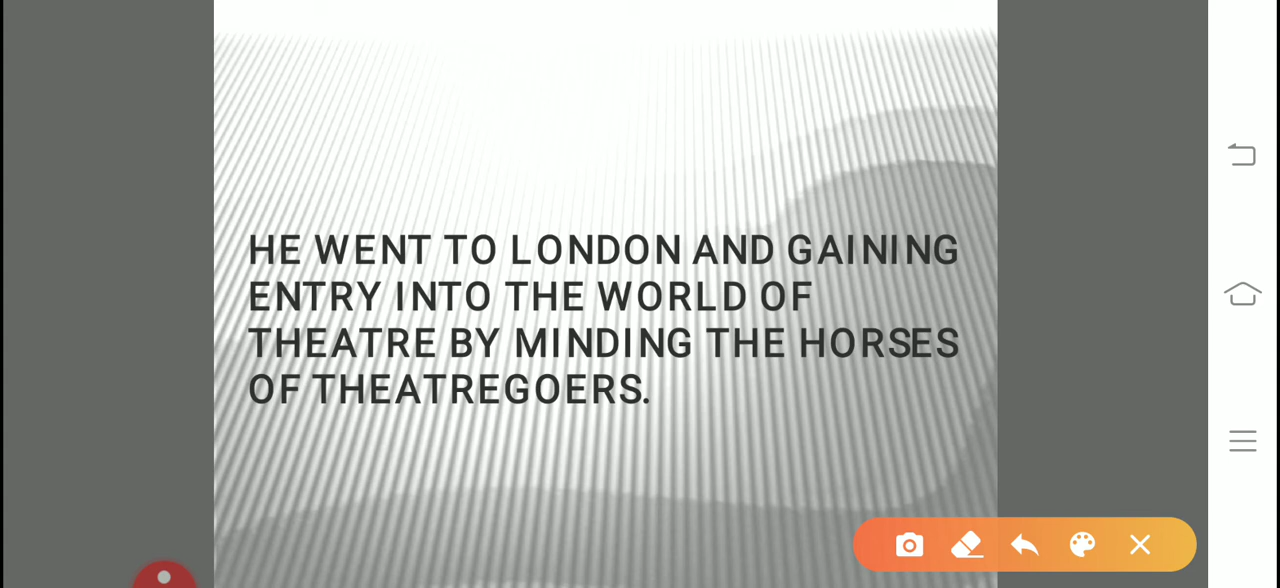 HE WENT TO LONDON AND GAINING
ENTRY INTO THE WORLD OF
THEATRE BY MINDING THE HORSES
OF THEATREGOERS.